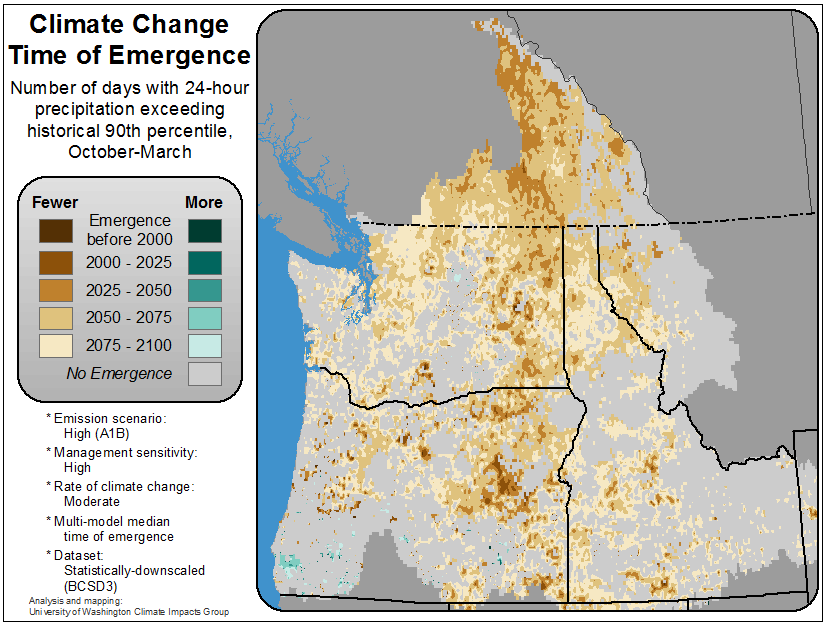 Climate Change
Time of Emergence
Number of days with 24-hour
precipitation exceeding
historical 90th percentile,
October-March
Fewer More
Emergence
before 2000
2000 - 2025
2025 - 2050
2050 - 2075
2075 - 2100
No Emergence
* Emission scenario:
High (A1B)
* Management sensitivity:
High
* Rate of climate change:
Moderate
* Multi-model median
time of emergence
* Dataset:
Statistically-downscaled
(BCSD3)
Analysis and mapping:
University of Washington Climate Impacts Group